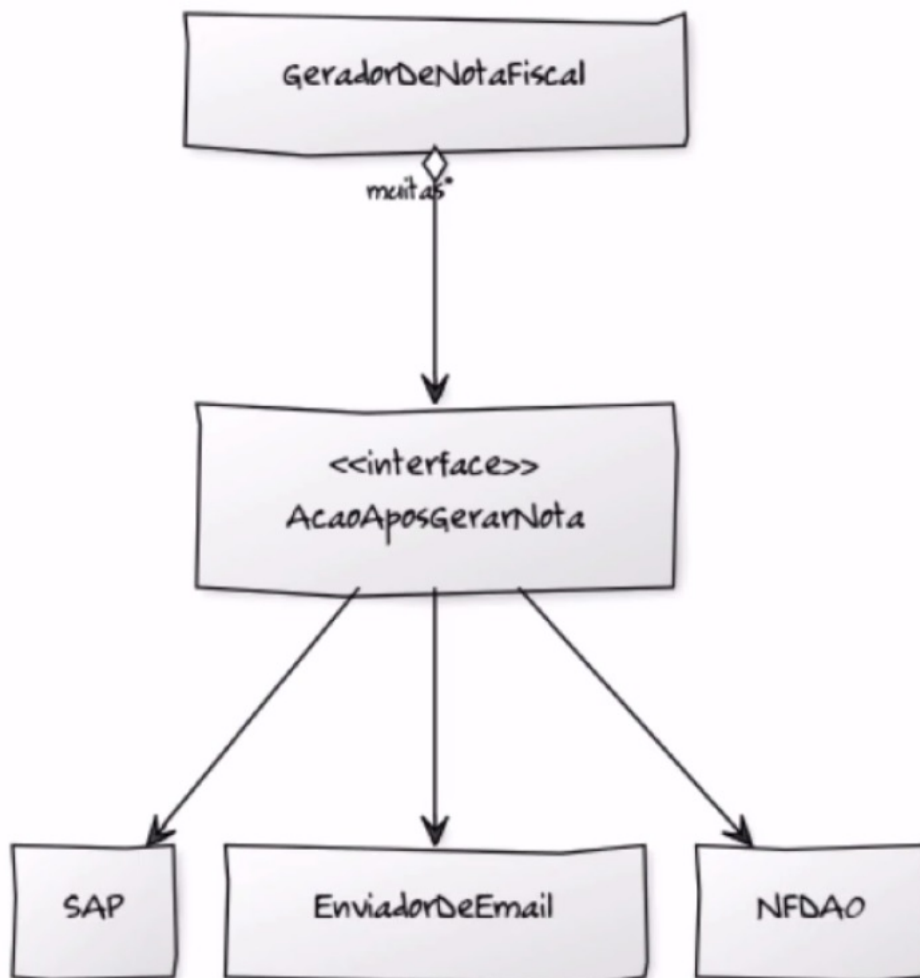 GeradorDeNotaFiscal
muitas*
<<interface>>
AcaoAposGerarNota
SAP
EnviadorDeEmail
NFDAO